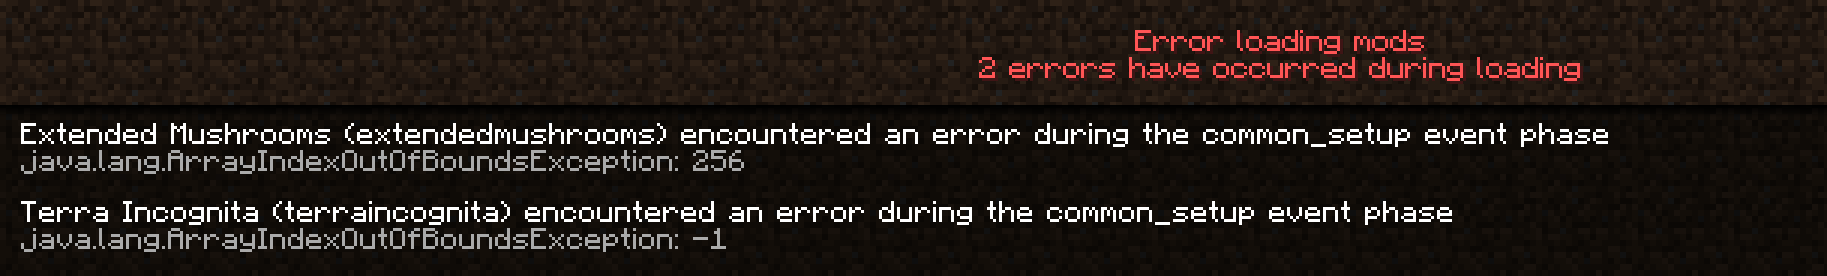 Error loading mods
2 errors have occurred during loading
Extended Mushrooms (extendedmushrooms) encountered an error during the common_setup event phase
java.lang.ArrayIndexOutOfBoundsException: 256
Terra Incognita (terraincognita) encountered an error during the common_setup event phase
java.lang.ArrayIndexOutOfBoundsException: -1